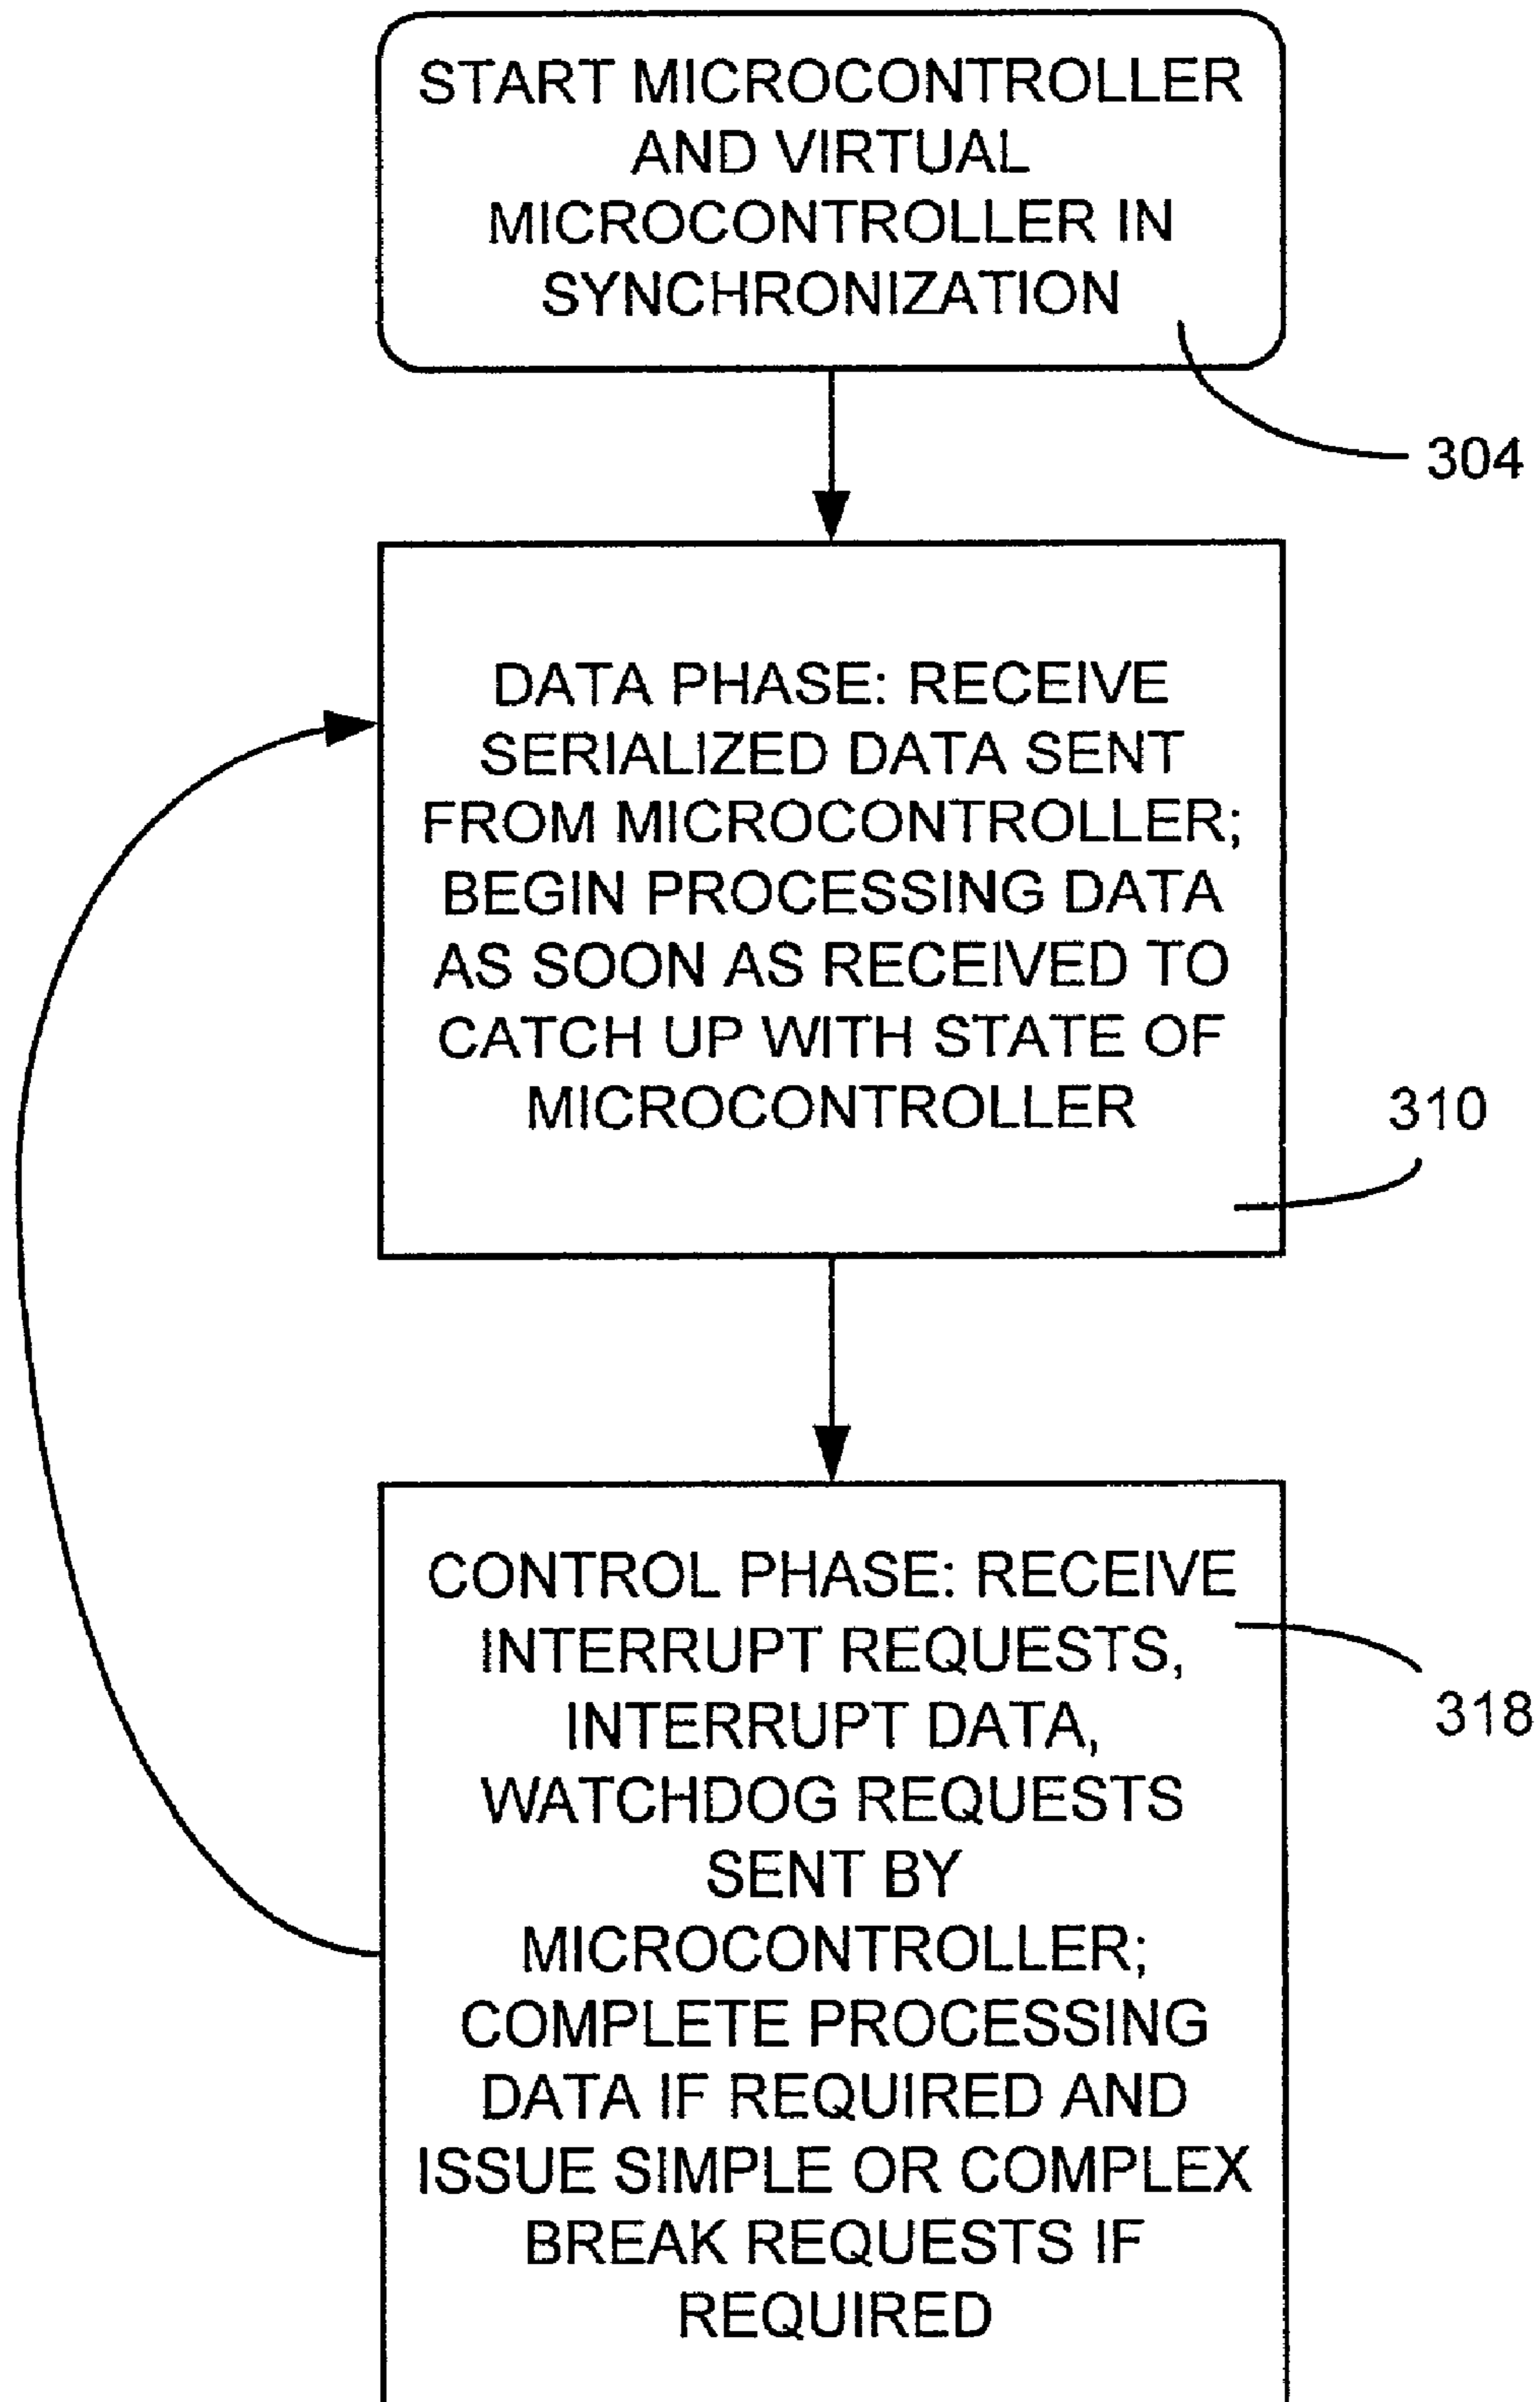 START MICROCONTROLLER
AND VIRTUAL
MICROCONTROLLER IN
SYNCHRONIZATION
304
DATA PHASE: RECEIVE
SERIALIZED DATA SENT
FROM MICROCONTROLLER;
BEGIN PROCESSING DATA
AS SOON AS RECEIVED TO
CATCH UP WITH STATE OF
MICROCONTROLLER
310
CONTROL PHASE: RECEIVE
INTERRUPT REQUESTS,
INTERRUPT DATA,
WATCHDOG REQUESTS
SENT BY
MICROCONTROLLER;
COMPLETE PROCESSING
DATA IF REQUIRED AND
ISSUE SIMPLE OR COMPLEX
BREAK REQUESTS IF
REQUIRED
318